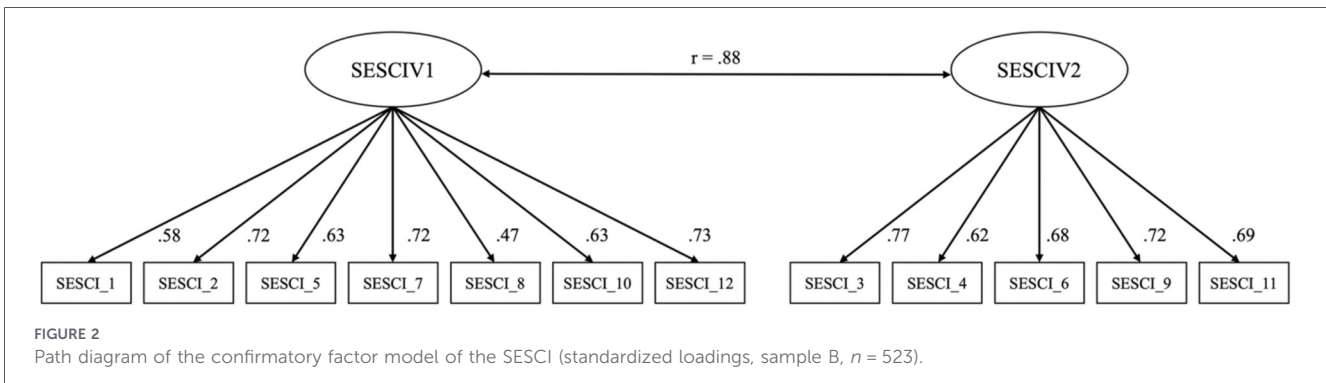 r = .88
SESCIV1
SESCIV2
.58 .72 .63 .72 .47 .63 .73 .77 .62 .68 .72 .69
SESCI_1 SESCI_2 SESCI_5 SESCI_7 SESCI_8 SESCI_10 SESCI_12 SESCI_3 SESCI_4 SESCI_6 SESCI_9 SESCI_11
FIGURE 2
Path diagram of the confirmatory factor model of the SESCI (standardized loadings, sample B, n = 523).